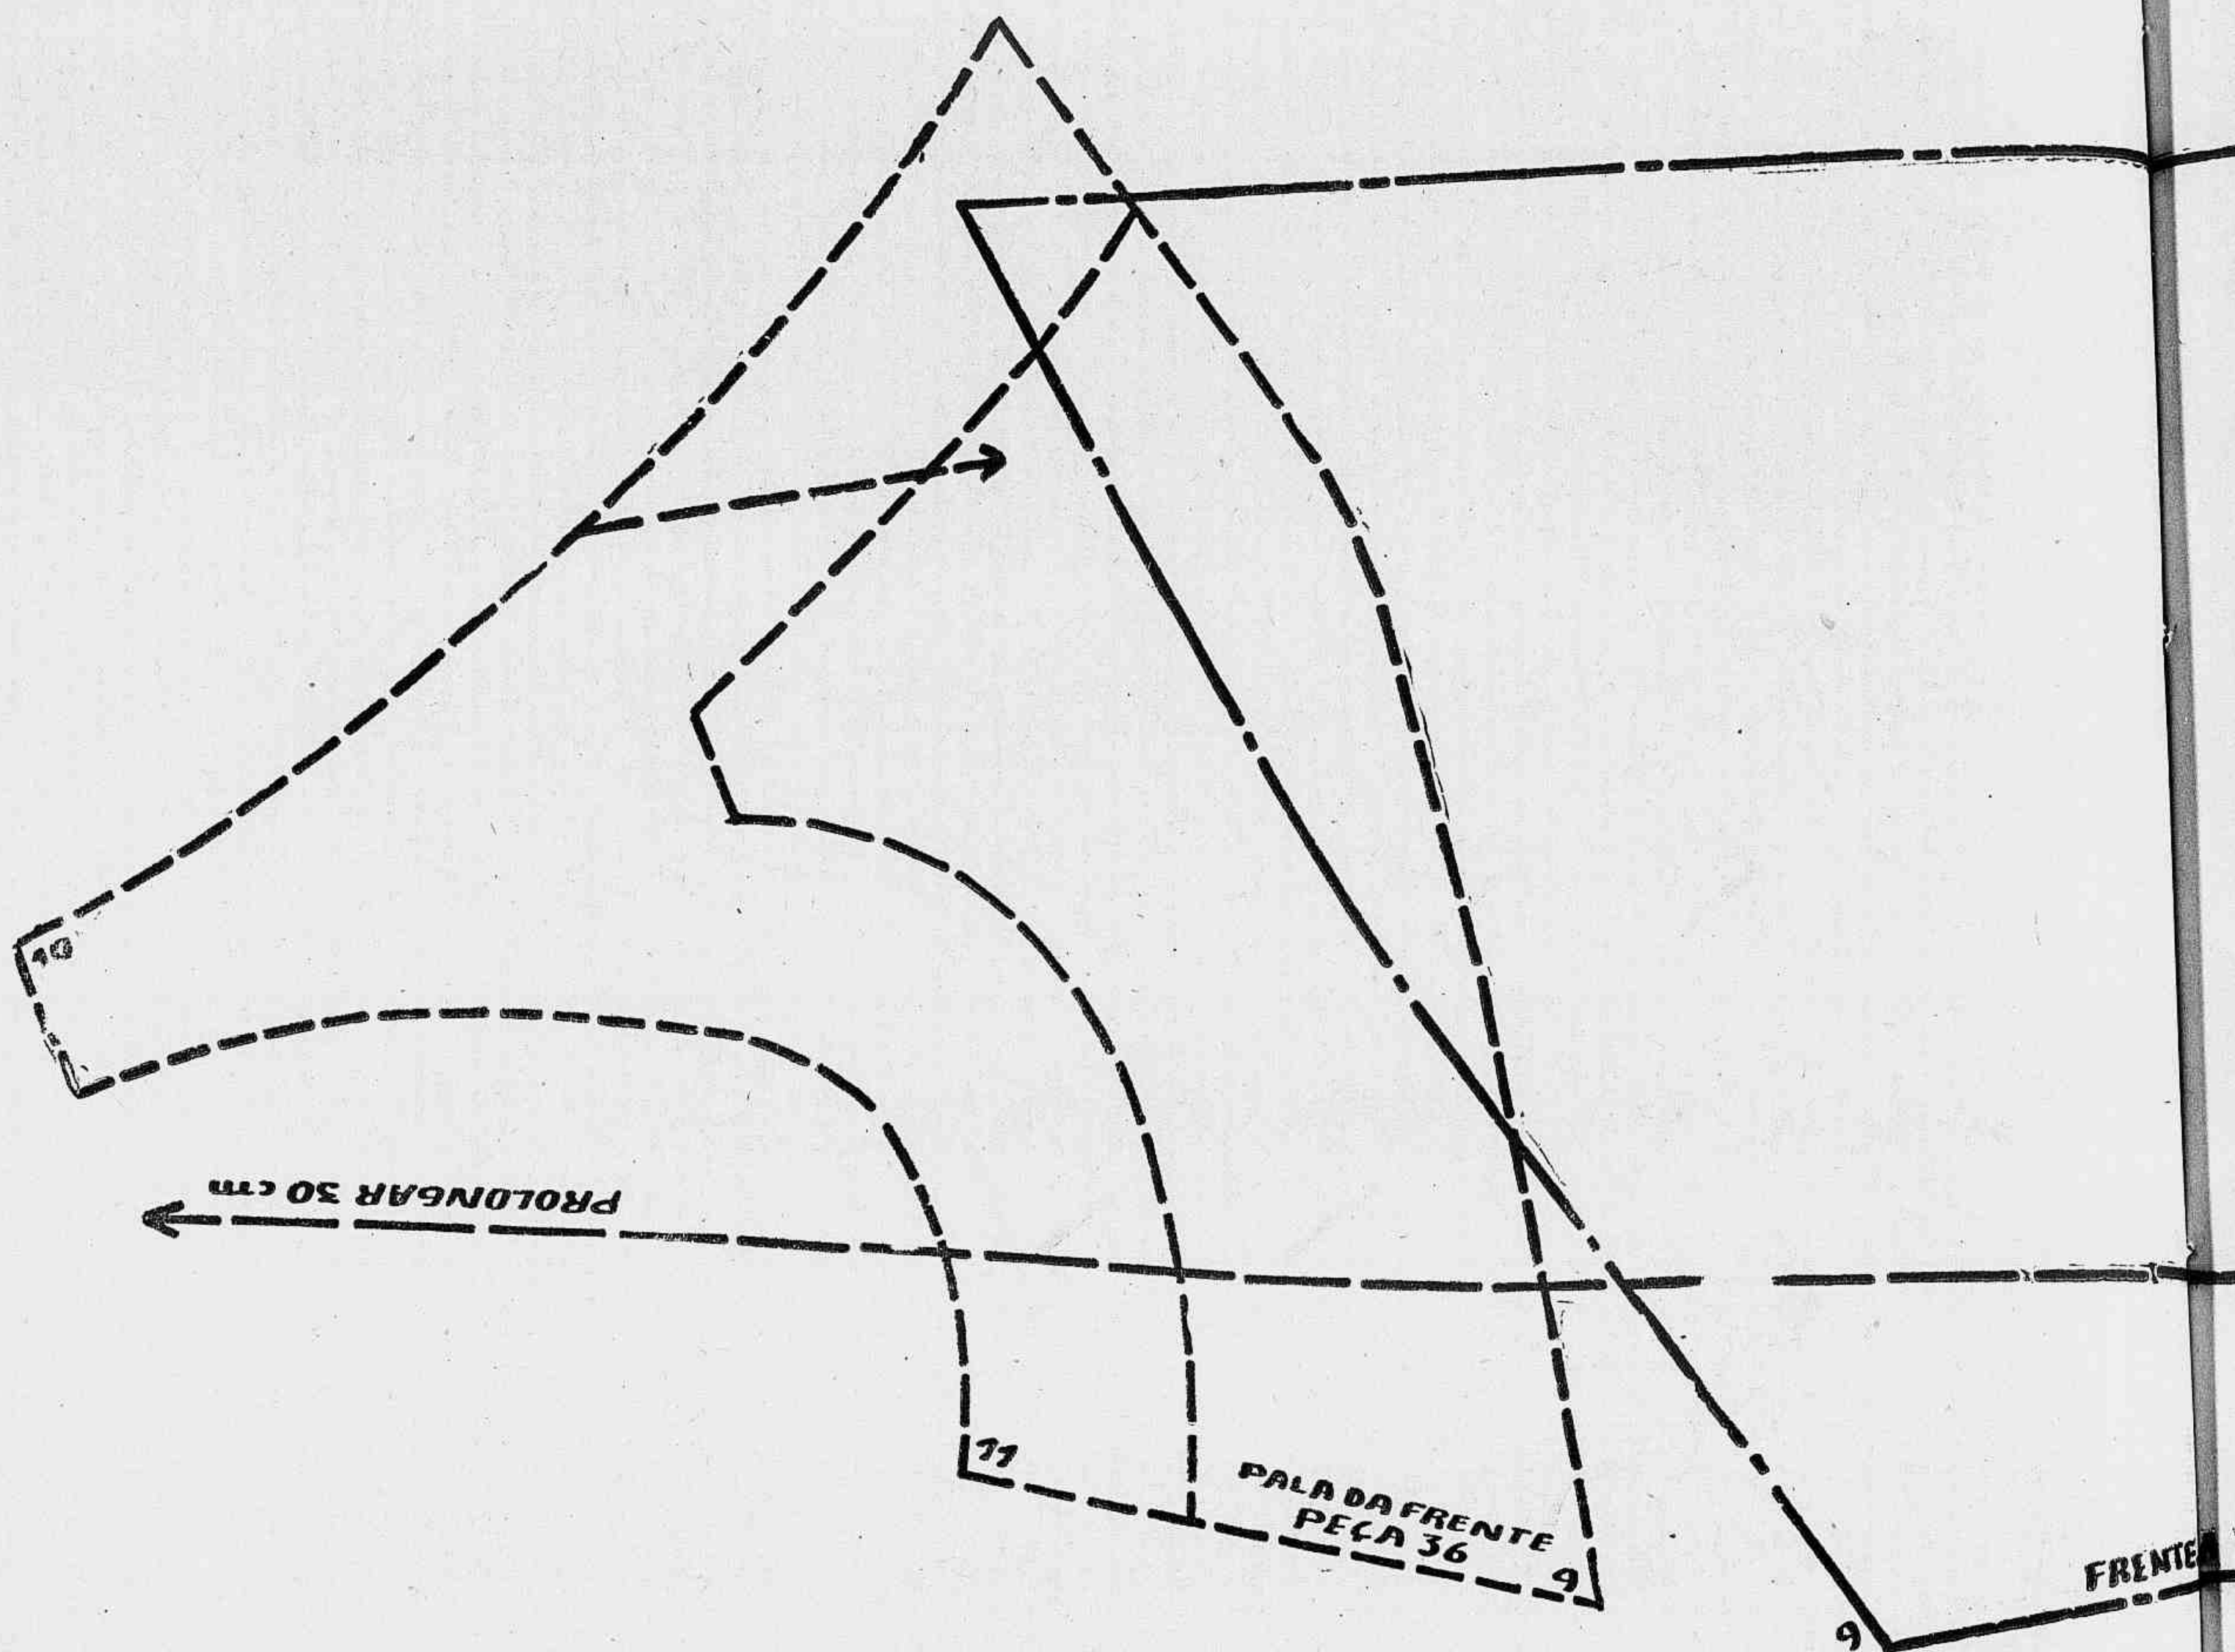 10
PROLONGAR 30 cm
11
PALA DA FRENTE
PEÇA 36
9
FRENTE
9